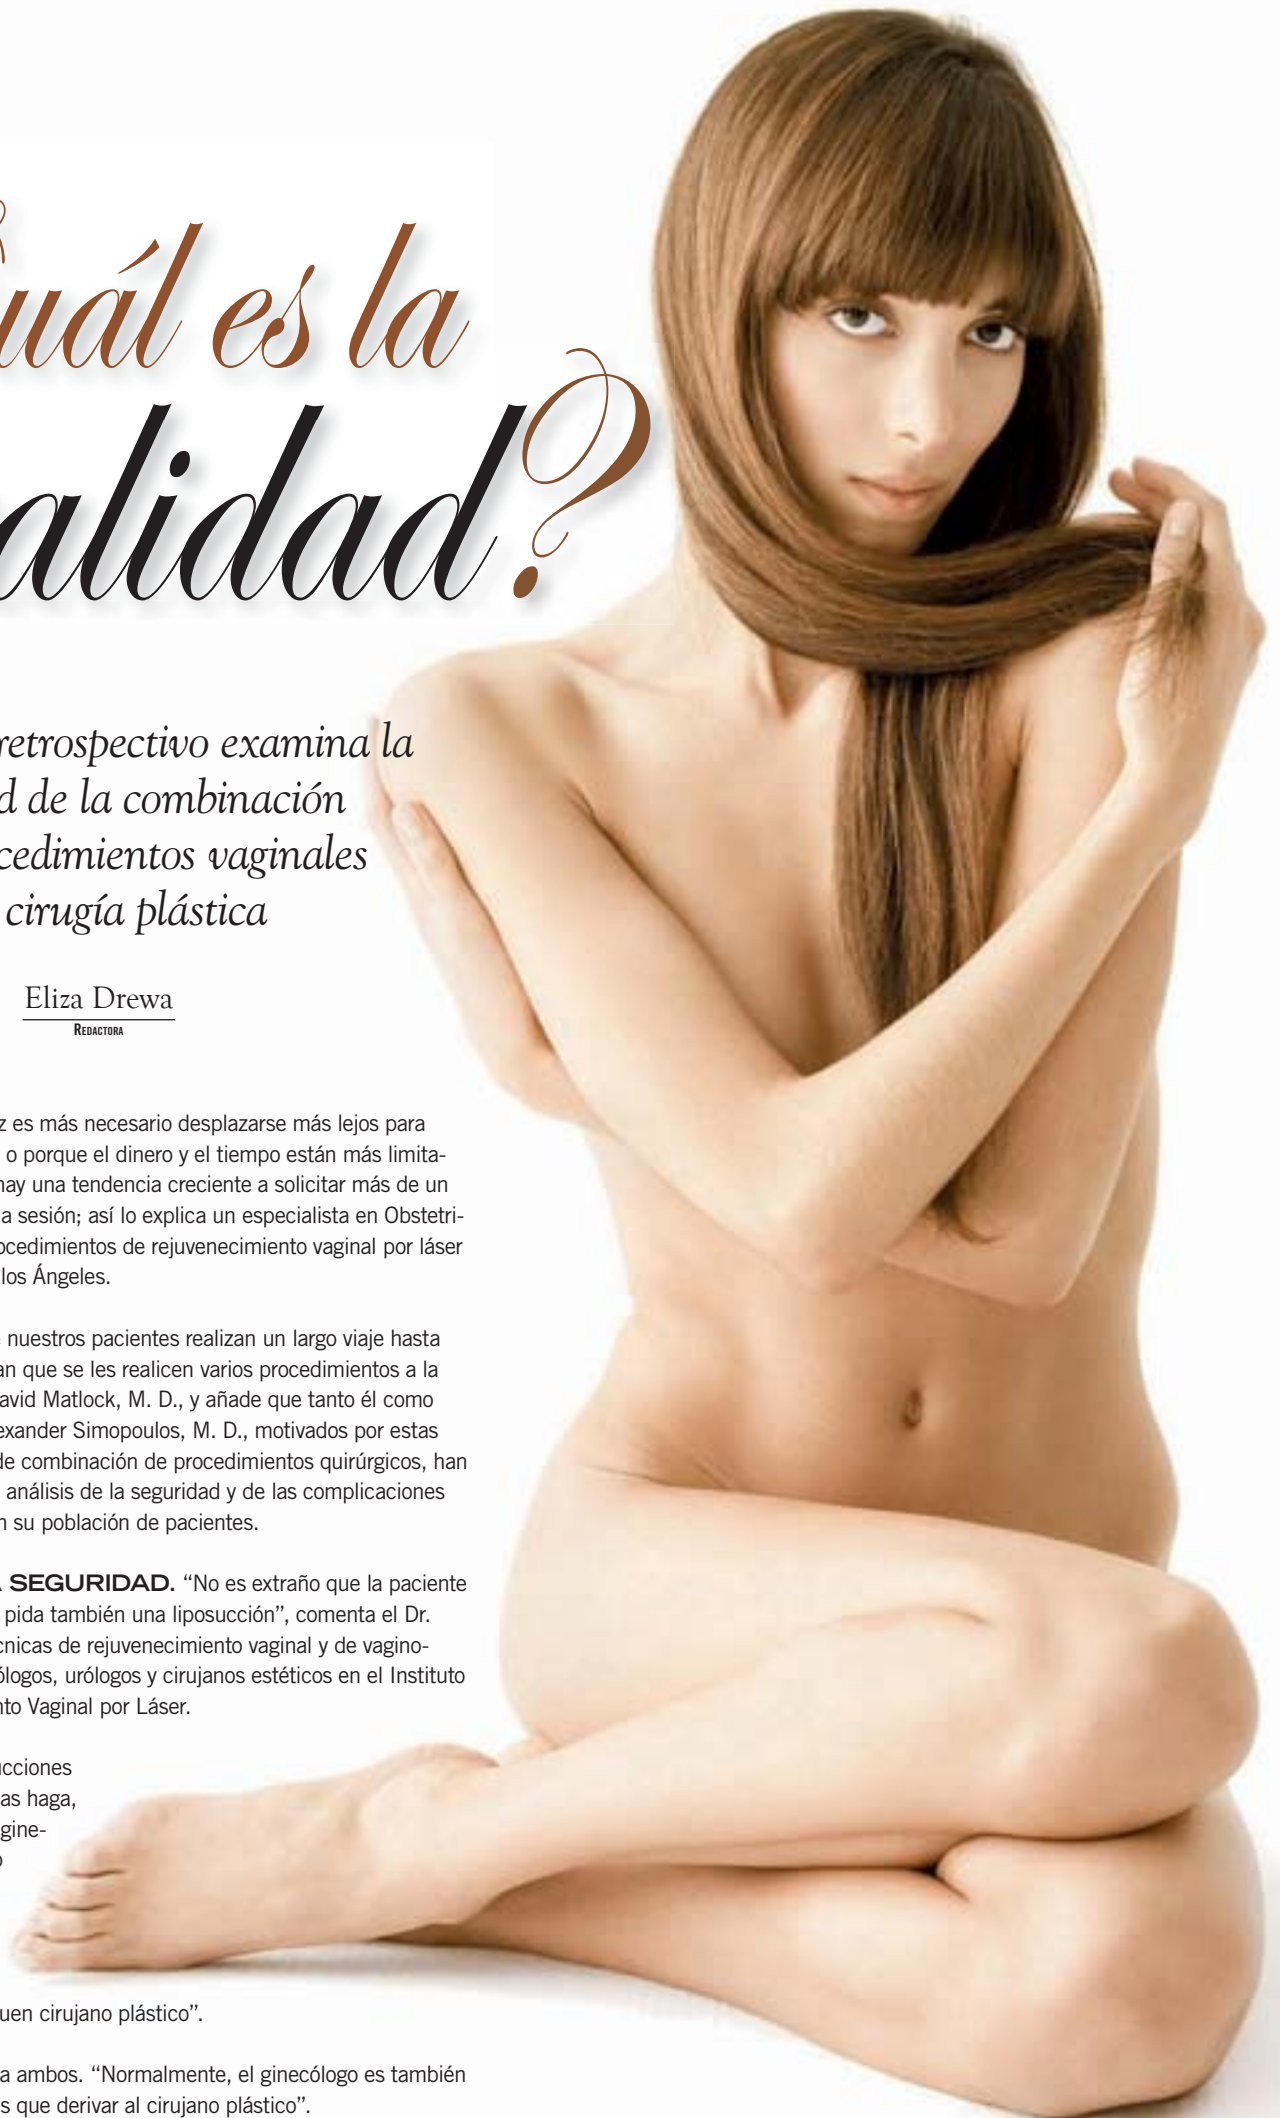 uál es la
alidad?
retrospectivo examina la
d de la combinación
cedimientos vaginales
cirugía plástica
Eliza Drewa
REDACTORA
z es más necesario desplazarse más lejos para
o porque el dinero y el tiempo están más limita-
hay una tendencia creciente a solicitar más de un
a sesión; así lo explica un especialista en Obstetri-
ocedimientos de rejuvenecimiento vaginal por láser
los Ángeles.
nuestros pacientes realizan un largo viaje hasta
an que se les realicen varios procedimientos a la
avid Matlock, M. D., y añade que tanto él como
exander Simopoulos, M. D., motivados por estas
de combinación de procedimientos quirúrgicos, han
análisis de la seguridad y de las complicaciones
n su población de pacientes.
A SEGURIDAD. “No es extraño que la paciente
pida también una liposucción”, comenta el Dr.
cnicas de rejuvenecimiento vaginal y de vagino-
ólogos, urólogos y cirujanos estéticos en el Instituto
nto Vaginal por Láser.
ucciones
as haga,
gine-
o
uen cirujano plástico”.
a ambos. “Normalmente, el ginecólogo es también
s que derivar al cirujano plástico”.